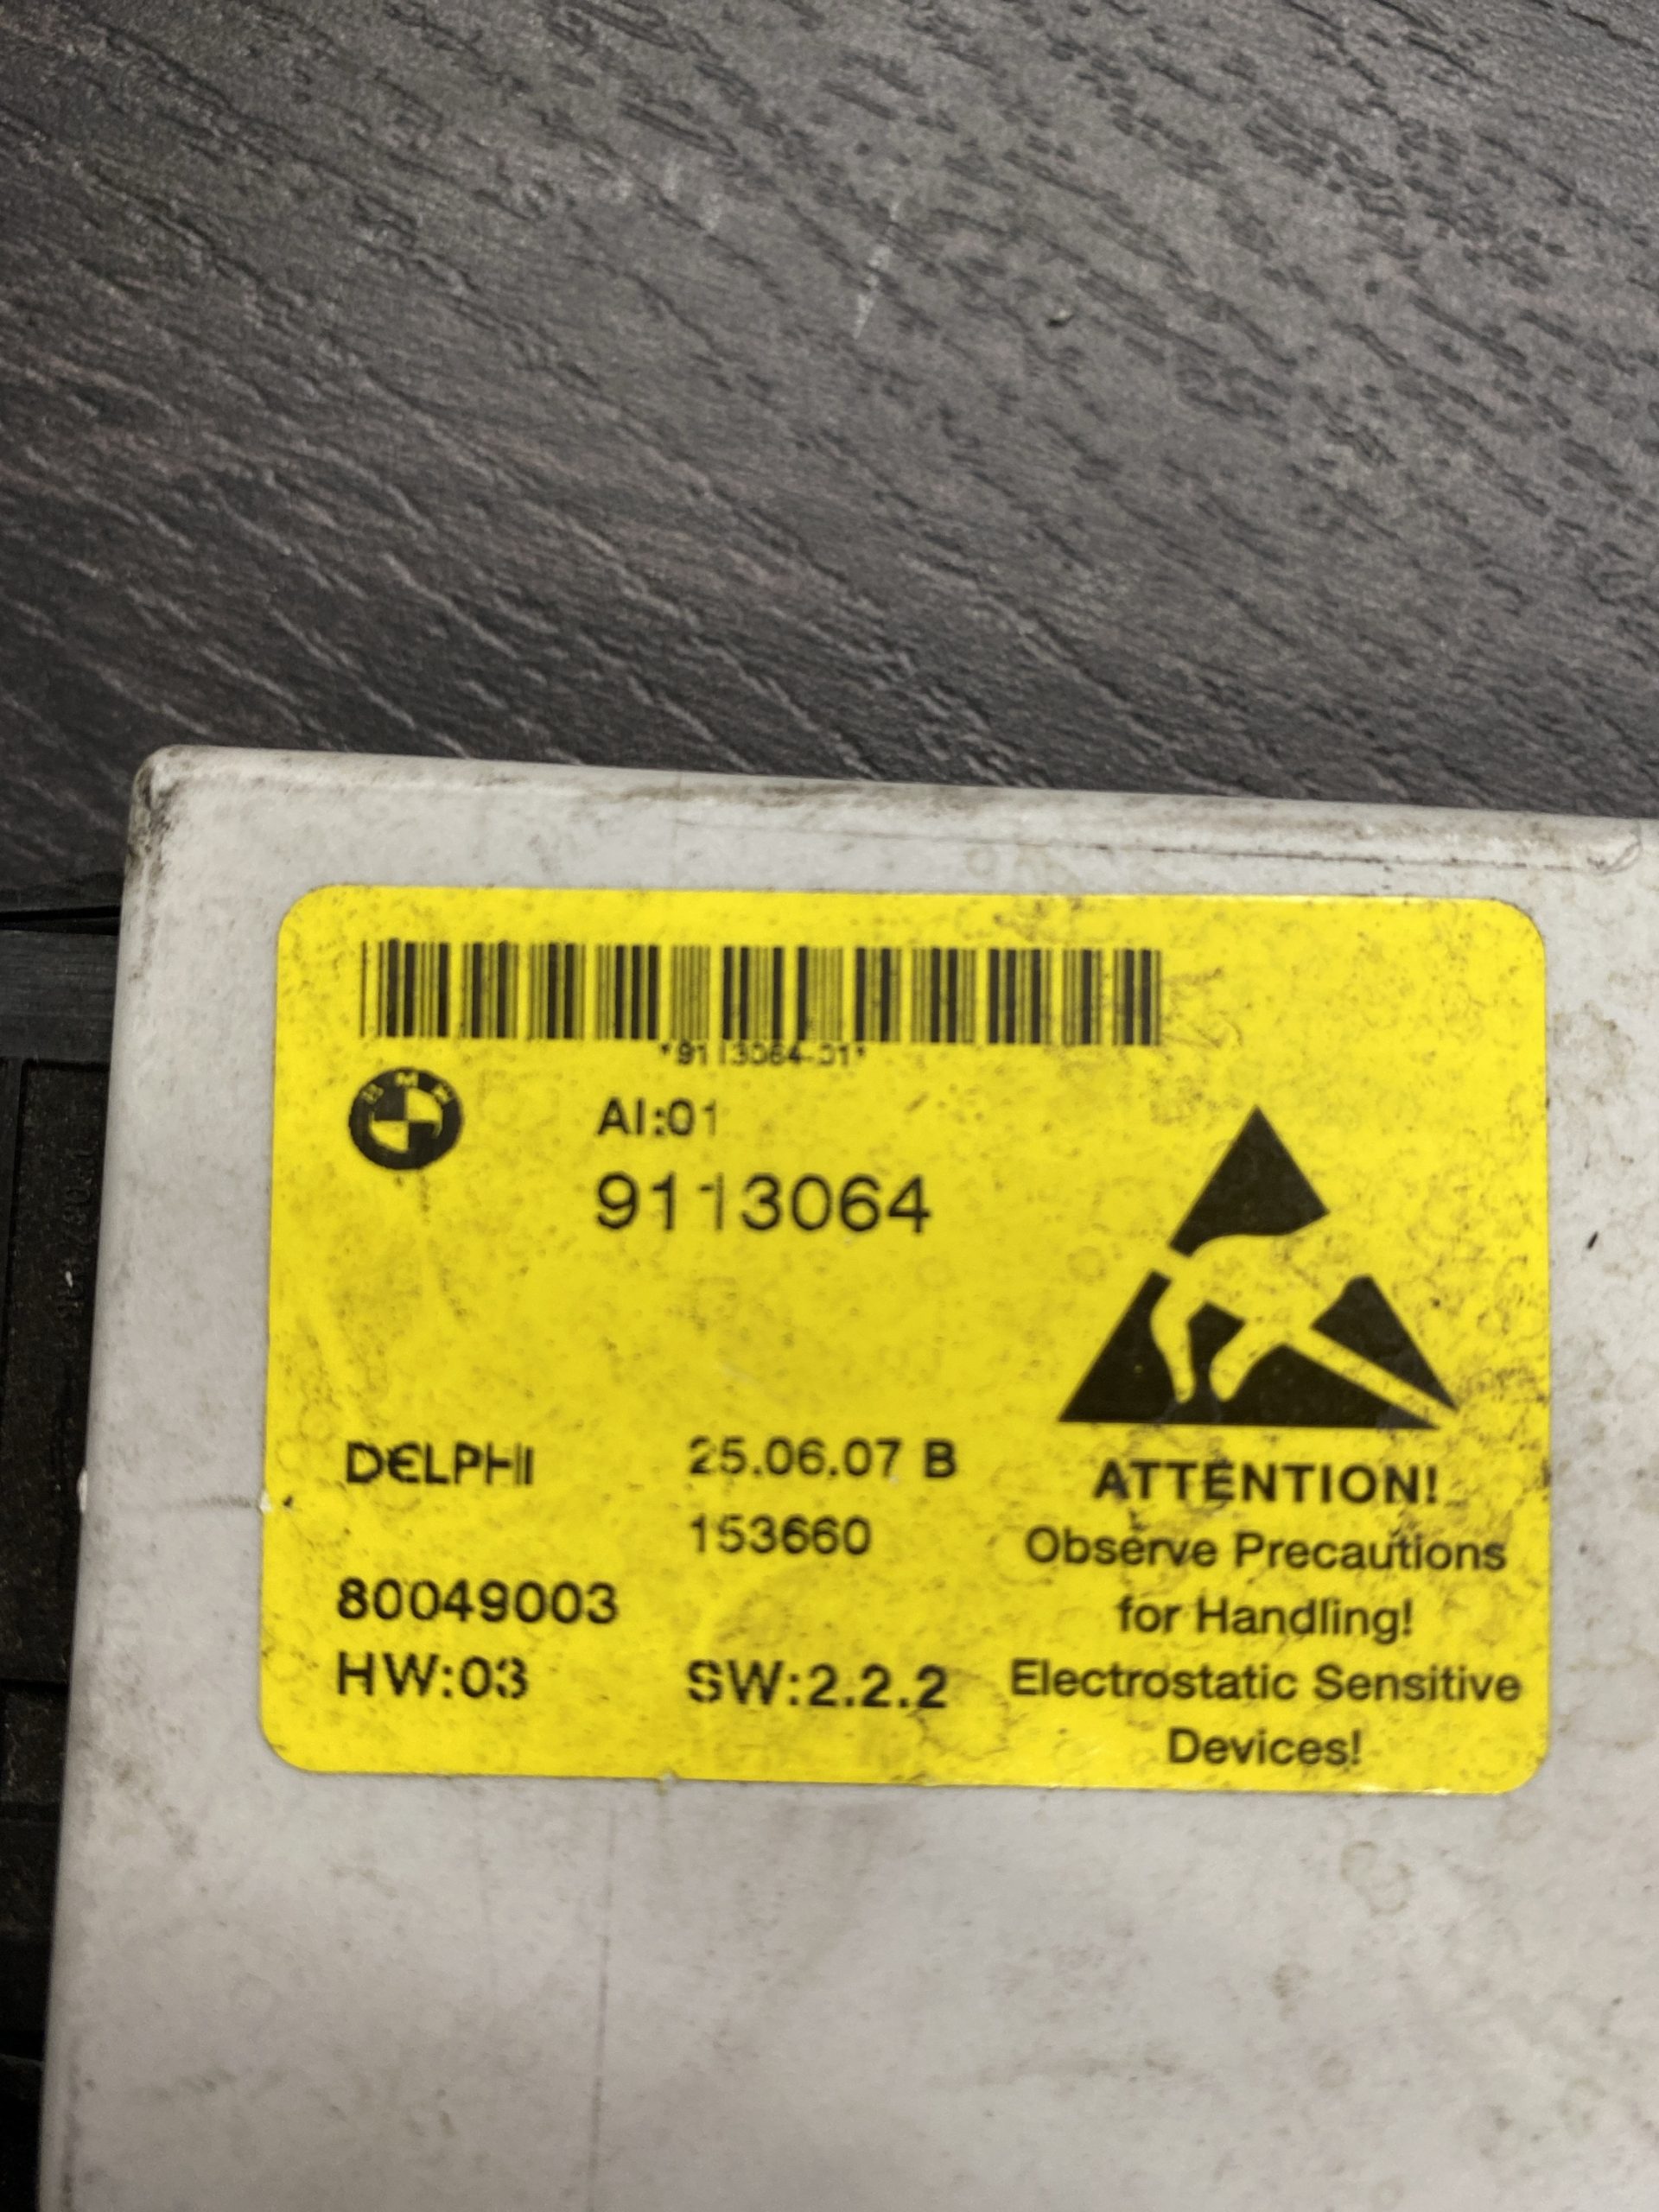 *9113064-01*
BMW
AI:01
9113064
DELPHI
25.06.07 B
153660
80049003
HW:03
SW:2.2.2
ATTENTION!
Observe Precautions
for Handling!
Electrostatic Sensitive
Devices!